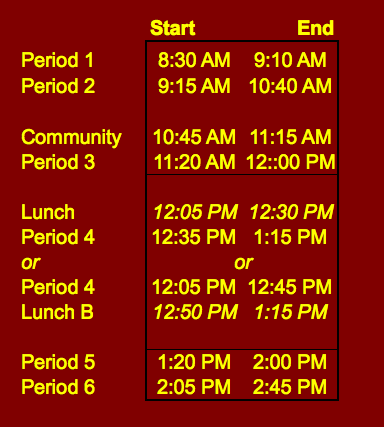 Start End
Period 1 8:30 AM 9:10 AM
Period 2 9:15 AM 10:40 AM
Community 10:45 AM 11:15 AM
Period 3 11:20 AM 12::00 PM
Lunch 12:05 PM 12:30 PM
Period 4 12:35 PM 1:15 PM
or or
Period 4 12:05 PM 12:45 PM
Lunch B 12:50 PM 1:15 PM
Period 5 1:20 PM 2:00 PM
Period 6 2:05 PM 2:45 PM